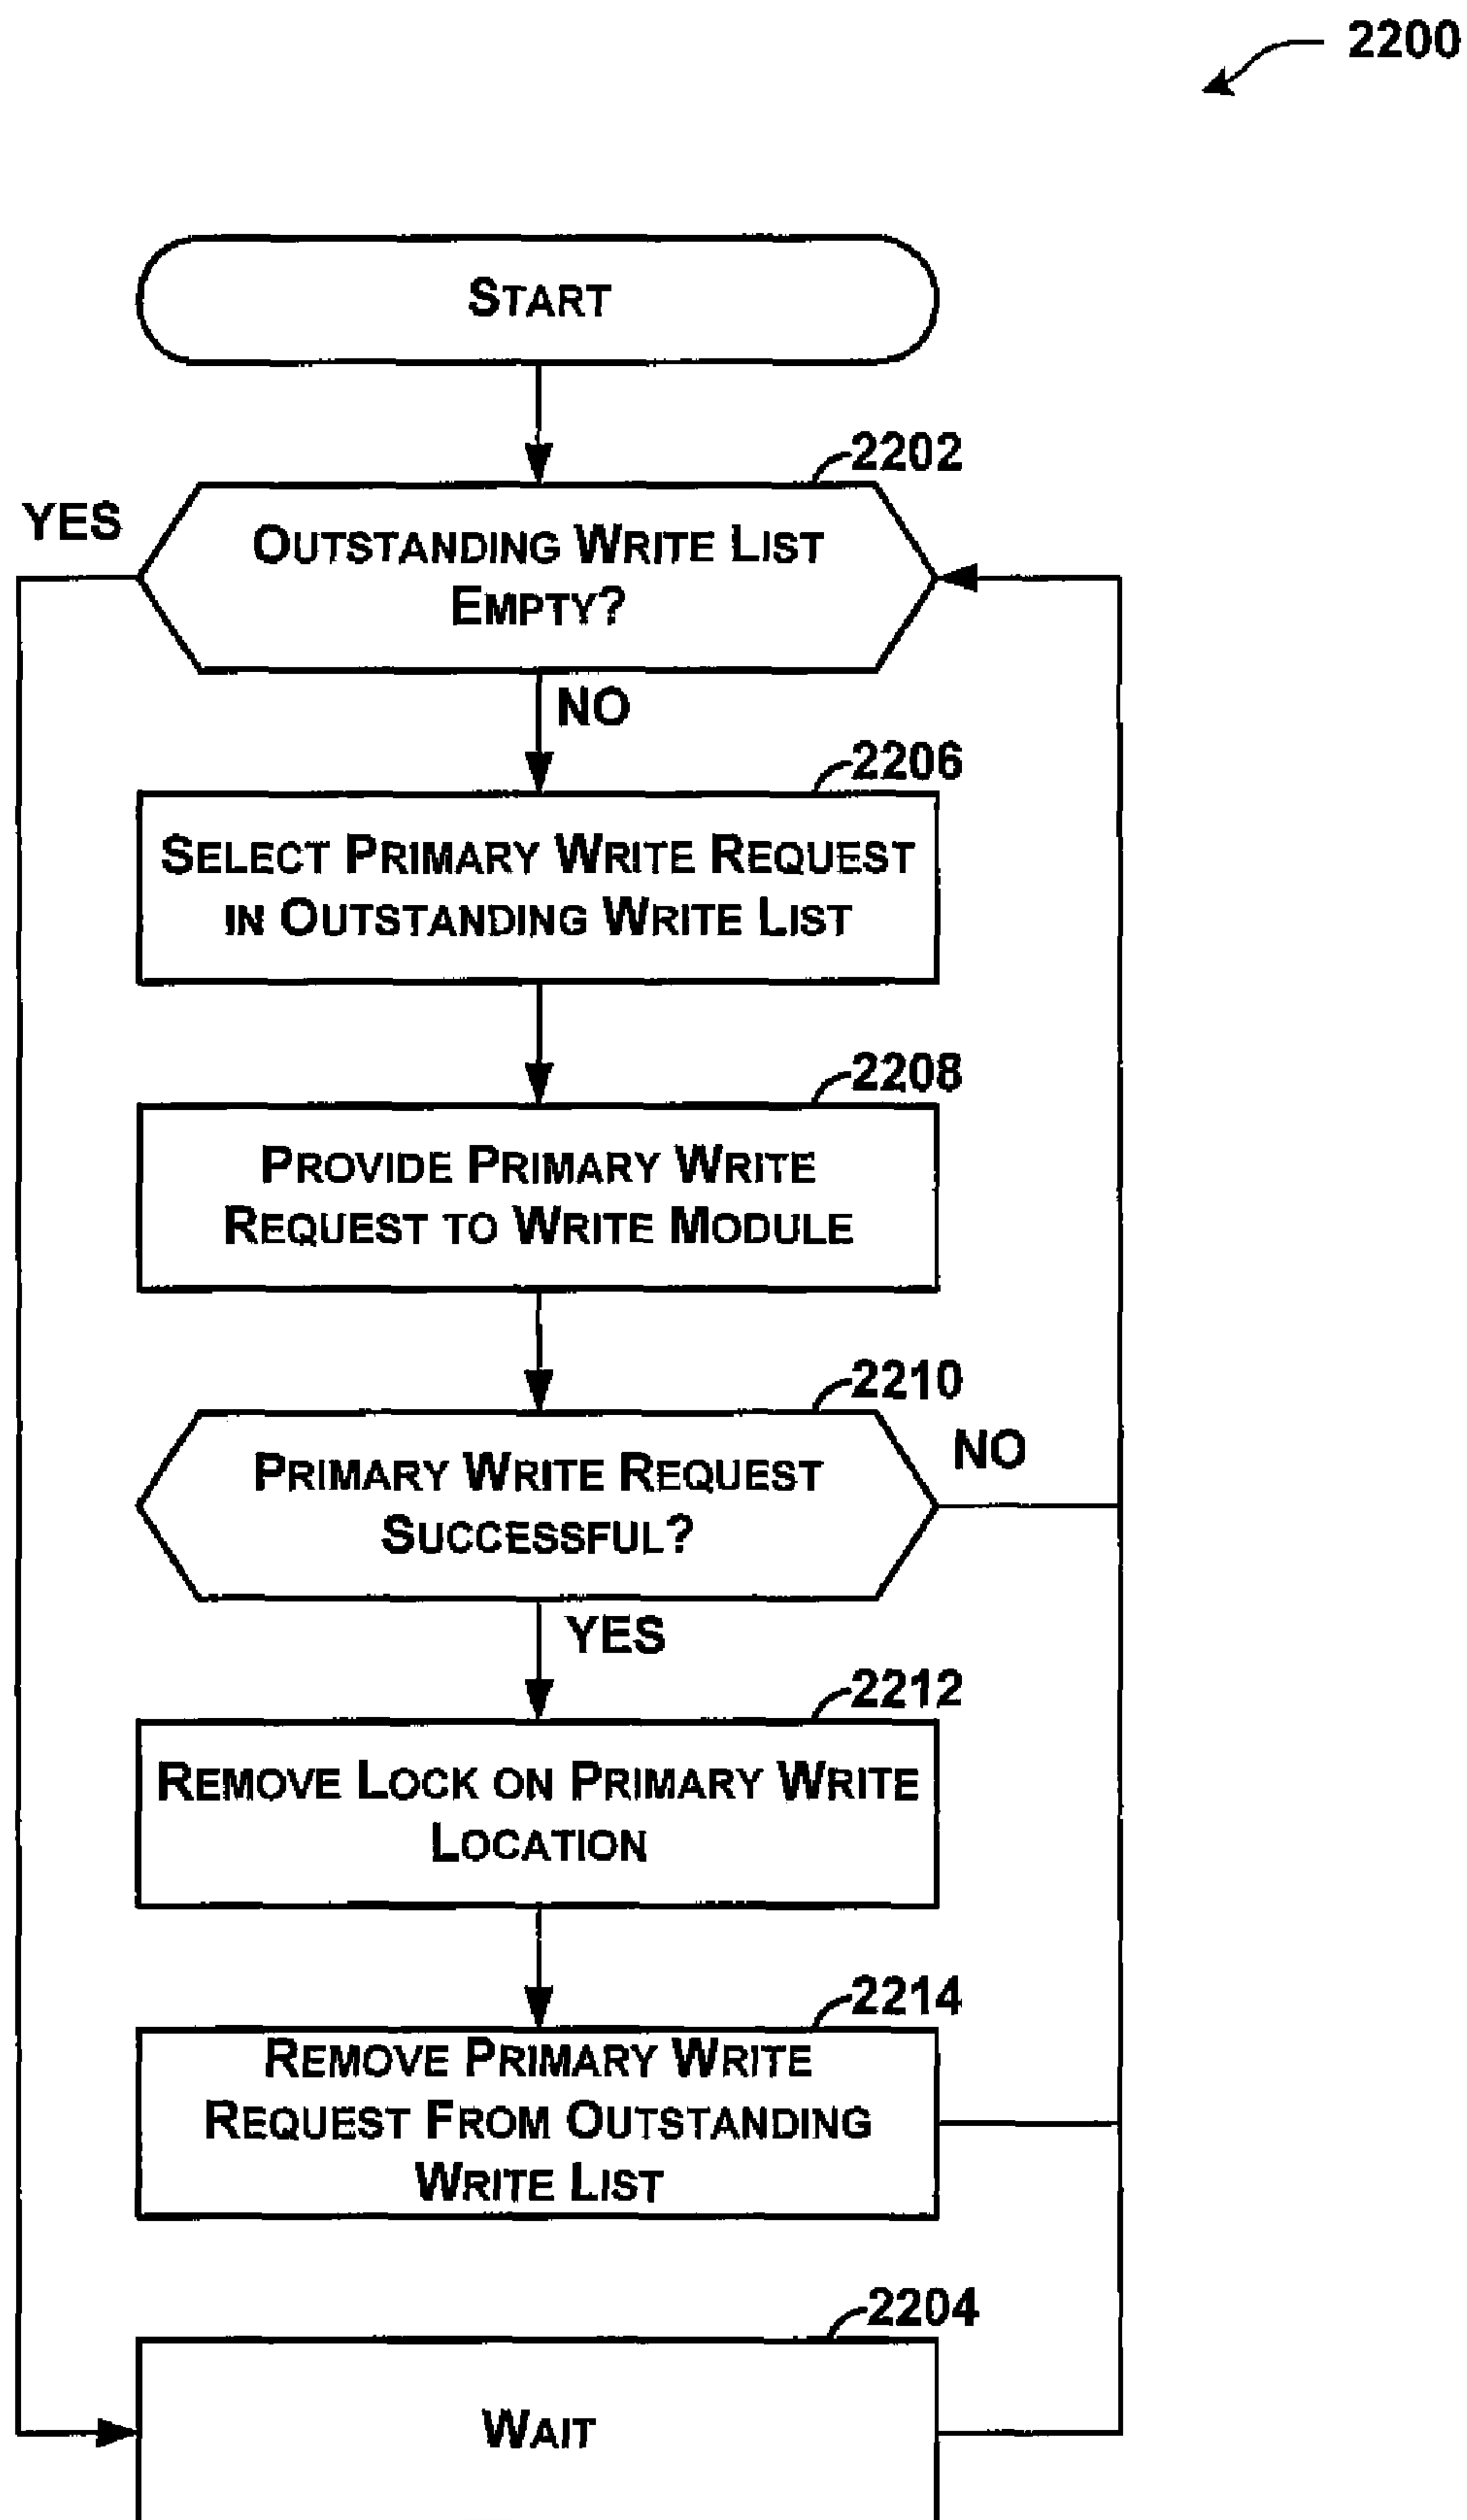 2200
START
2202
YES
OUTSTANDING WRITE LIST
EMPTY?
NO
2206
SELECT PRIMARY WRITE REQUEST
IN OUTSTANDING WRITE LIST
2208
PROVIDE PRIMARY WRITE
REQUEST TO WRITE MODULE
2210
NO
PRIMARY WRITE REQUEST
SUCCESSFUL?
YES
2212
REMOVE LOCK ON PRIMARY WRITE
LOCATION
2214
REMOVE PRIMARY WRITE
REQUEST FROM OUTSTANDING
WRITE LIST
2204
WAIT